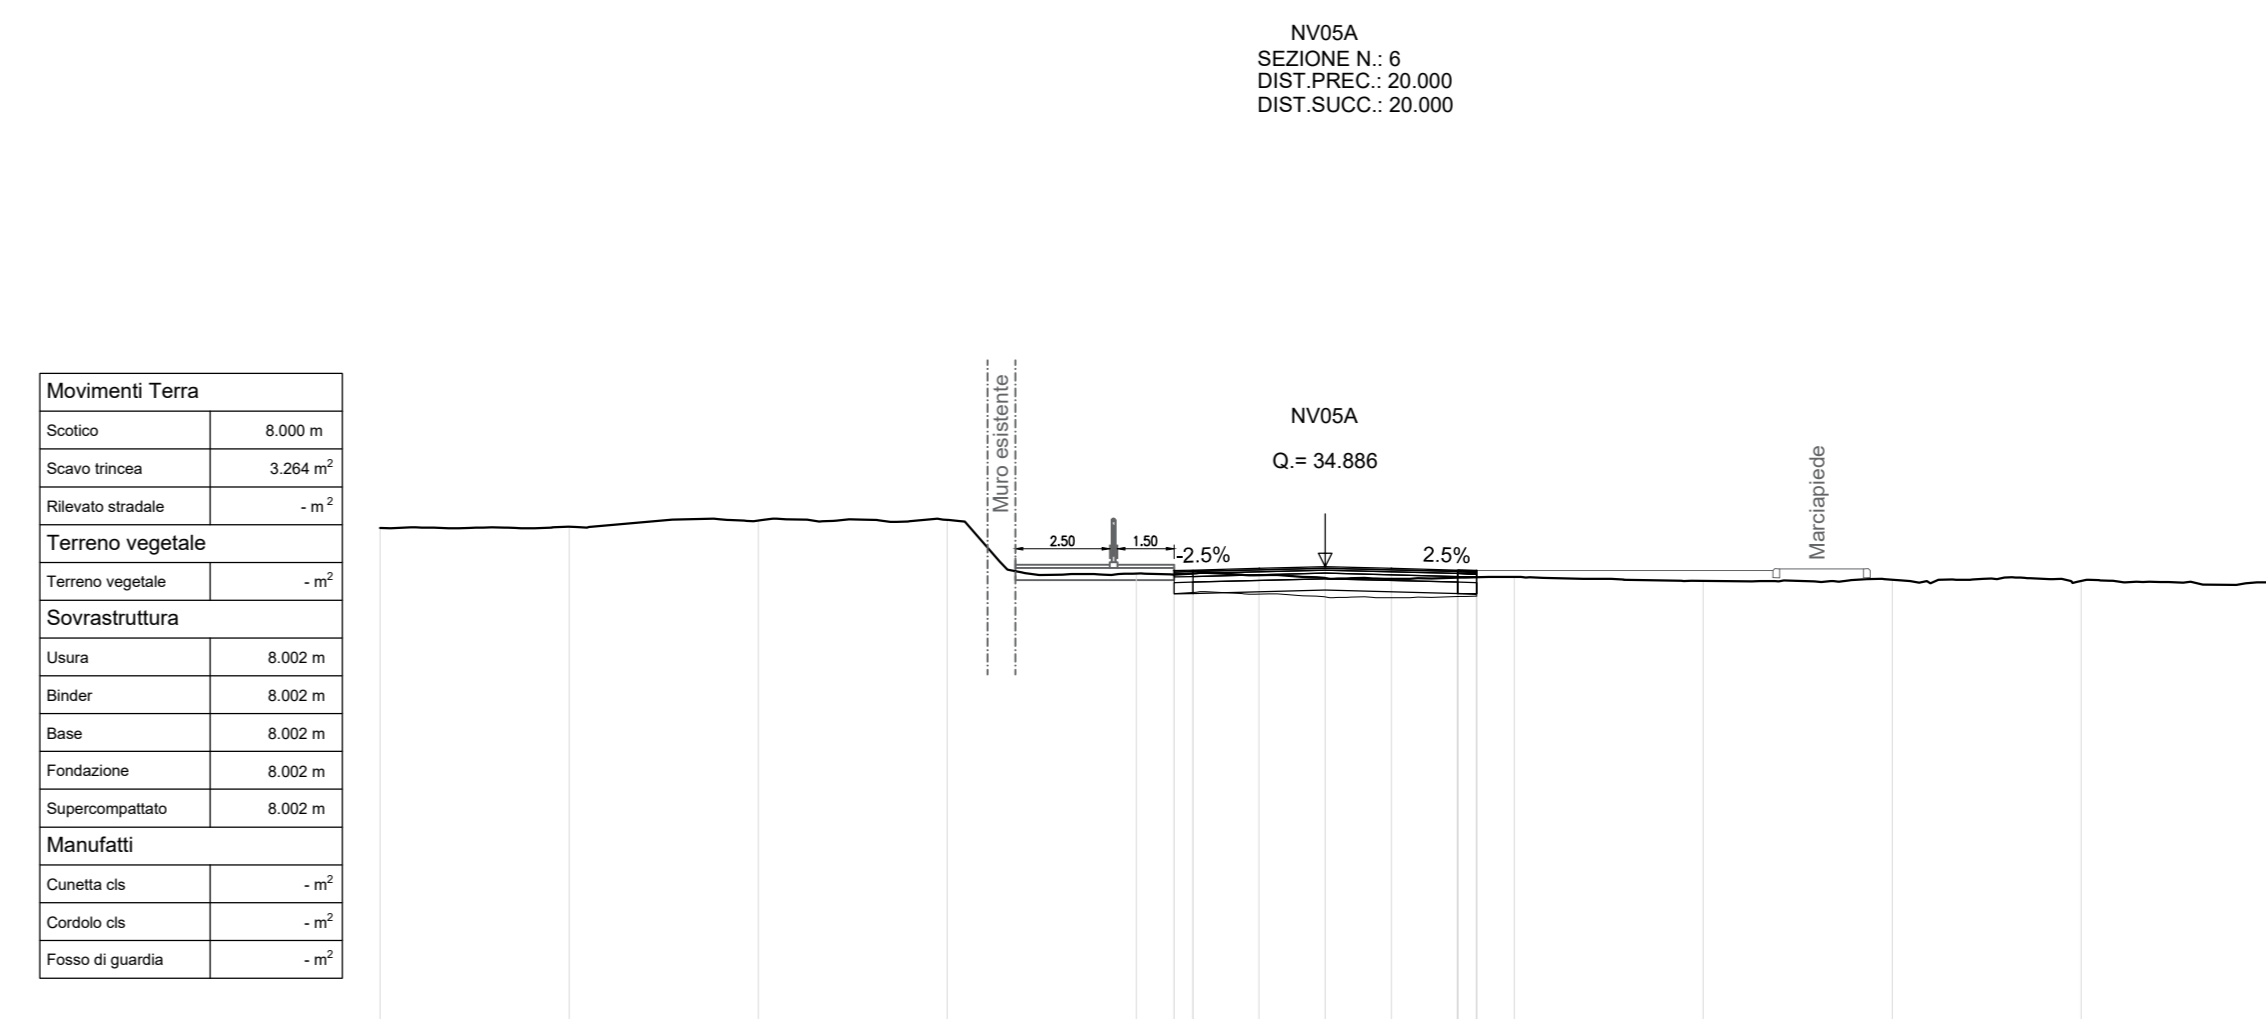 NV05A
SEZIONE N.: 6
DIST.PREC.: 20.000
DIST.SUCC.: 20.000
Movimenti Terra
Scotico 8.000 m
Scavo trincea 3.264 m²
Rilevato stradale - m²
Terreno vegetale
Terreno vegetale - m²
Sovrastruttura
Usura 8.002 m
Binder 8.002 m
Base 8.002 m
Fondazione 8.002 m
Supercompattato 8.002 m
Manufatti
Cunetta cls - m²
Cordolo cls - m²
Fosso di guardia - m²
Muro esistente
2.50
1.50
NV05A
Q.= 34.886
-2.5%
2.5%
Marciapiede